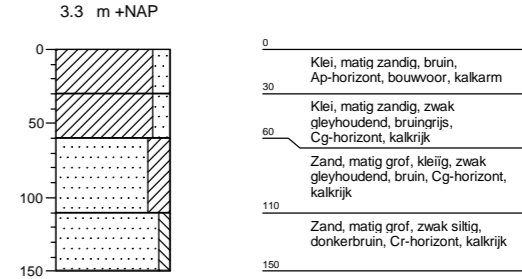 3.3 m +NAP
0
50
100
150
0
Klei, matig zandig, bruin,
Ap-horizont, bouwvoor, kalkarm
30
Klei, matig zandig, zwak
gleyhoudend, bruingrijs,
Cg-horizont, kalkrijk
60
Zand, matig grof, kleiïg, zwak
gleyhoudend, bruin, Cg-horizont,
kalkrijk
110
Zand, matig grof, zwak siltig,
donkerbruin, Cr-horizont, kalkrijk
150